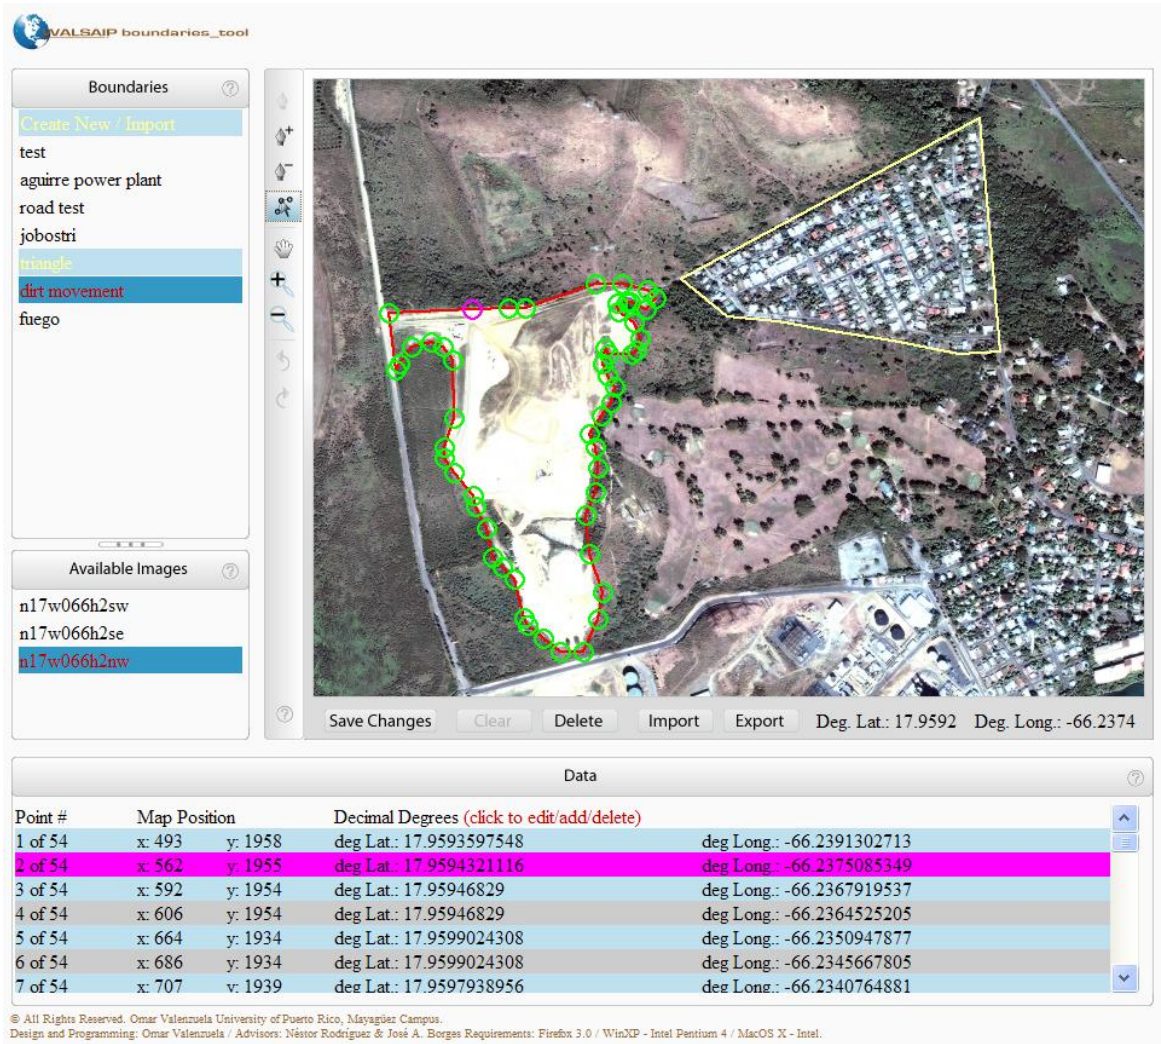 WALSAIP boundaries_tool
Boundaries
Create New / Import
test
aguirre power plant
road test
jobostri
triangle
dirt movement
fuego
Available Images
n17w066h2sw
n17w066h2se
n17w066h2nw
Save Changes Clear Delete Import Export Deg. Lat.: 17.9592 Deg. Long.: -66.2374
Data
Point # Map Position Decimal Degrees (click to edit/add/delete)
1 of 54 x: 493 y: 1958 deg Lat.: 17.9593597548 deg Long.: -66.2391302713
2 of 54 x: 562 y: 1955 deg Lat.: 17.9594321116 deg Long.: -66.2375085349
3 of 54 x: 592 y: 1954 deg Lat.: 17.95946829 deg Long.: -66.2367919537
4 of 54 x: 606 y: 1954 deg Lat.: 17.95946829 deg Long.: -66.2364525205
5 of 54 x: 664 y: 1934 deg Lat.: 17.9599024308 deg Long.: -66.2350947877
6 of 54 x: 686 y: 1934 deg Lat.: 17.9599024308 deg Long.: -66.2345667805
7 of 54 x: 707 y: 1939 deg Lat.: 17.9597938956 deg Long.: -66.2340764881
© All Rights Reserved. Omar Valenzuela University of Puerto Rico, Mayagüez Campus.
Design and Programming: Omar Valenzuela / Advisors: Néstor Rodríguez & José A. Borges Requirements: Firefox 3.0 / WinXP - Intel Pentium 4 / MacOS X - Intel.